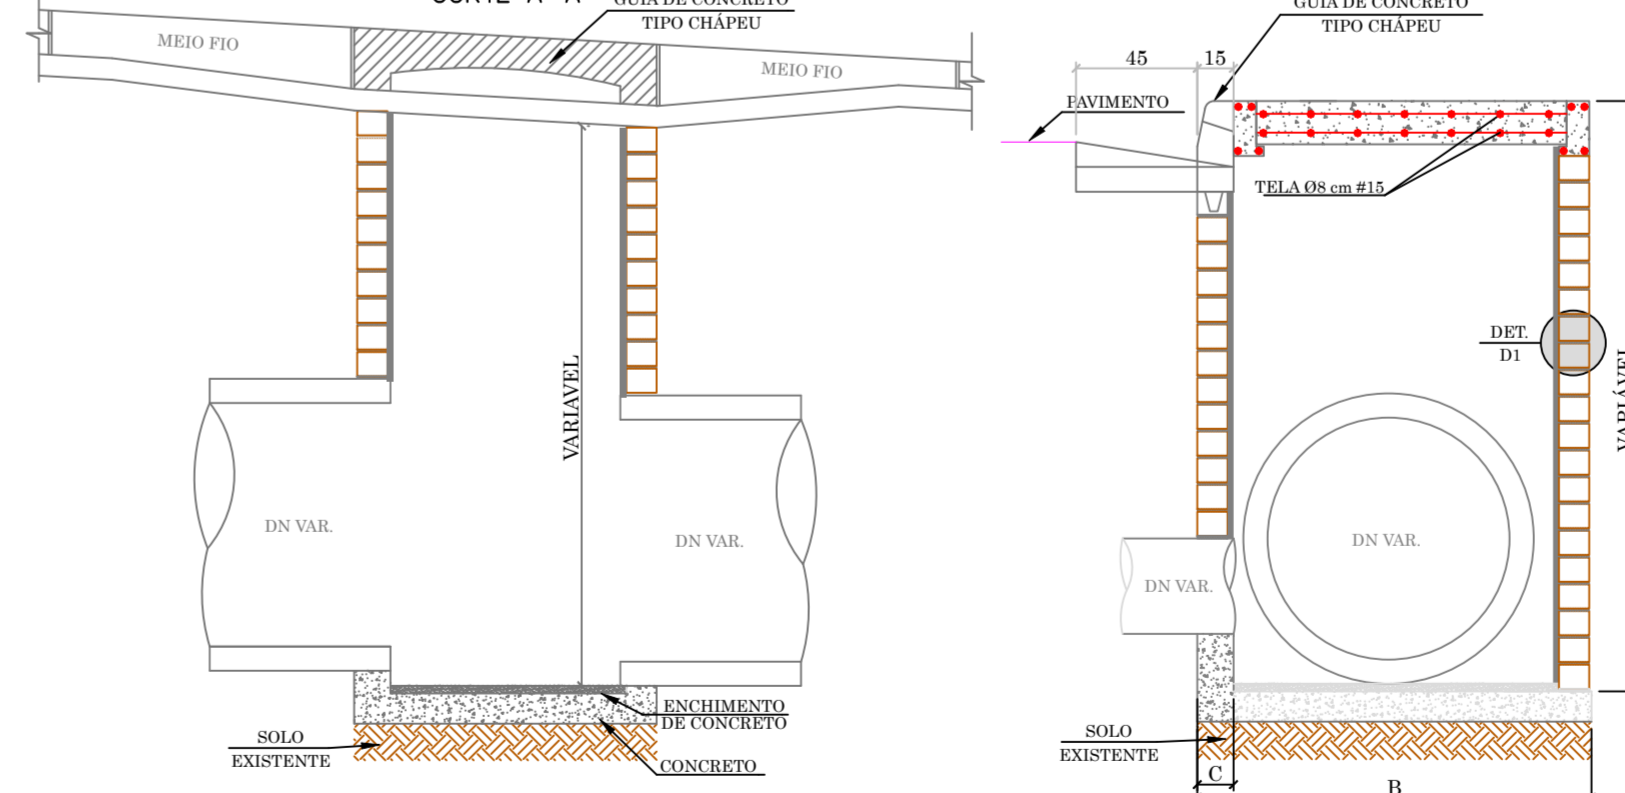 CORTE A A
GUIA DE CONCRETO
TIPO CHÁPEU
MEIO FIO
MEIO FIO
VARIAVEL
DN VAR.
DN VAR.
ENCHIMENTO
DE CONCRETO
SOLO
EXISTENTE
CONCRETO
GUIA DE CONCRETO
TIPO CHÁPEU
45
15
PAVIMENTO
TELA Ø8 cm #15
DET.
D1
VARIÁVEL
DN VAR.
DN VAR.
SOLO
EXISTENTE
C
B